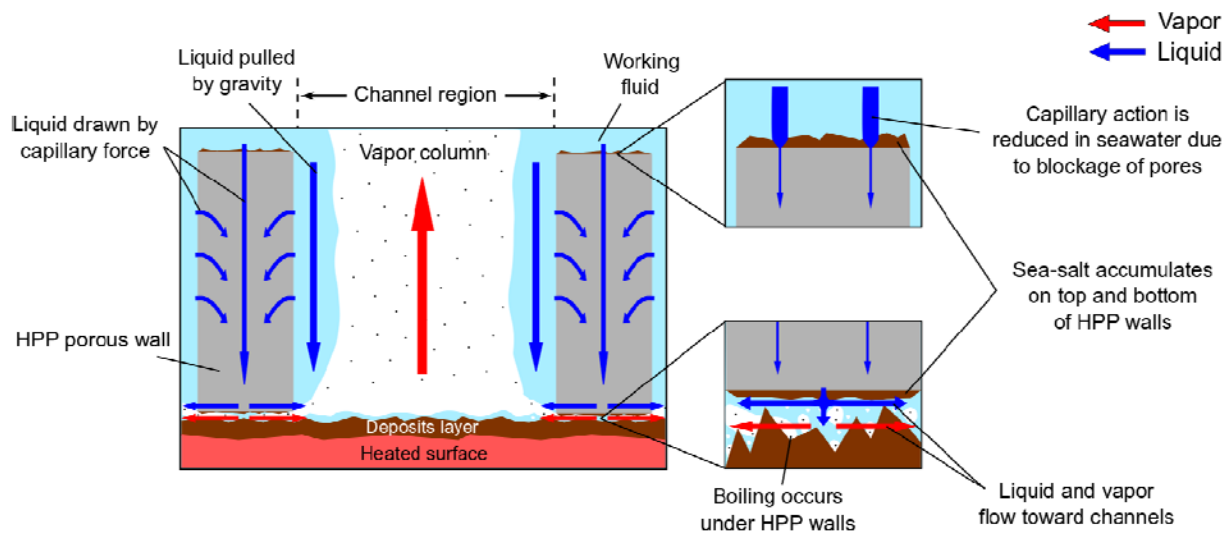 Vapor
Liquid
Liquid pulled
by gravity
Channel region
Working
fluid
Liquid drawn by
capillary force
Vapor column
Capillary action is
reduced in seawater due
to blockage of pores
Sea-salt accumulates
on top and bottom
of HPP walls
HPP porous wall
Deposits layer
Heated surface
Boiling occurs
under HPP walls
Liquid and vapor
flow toward channels